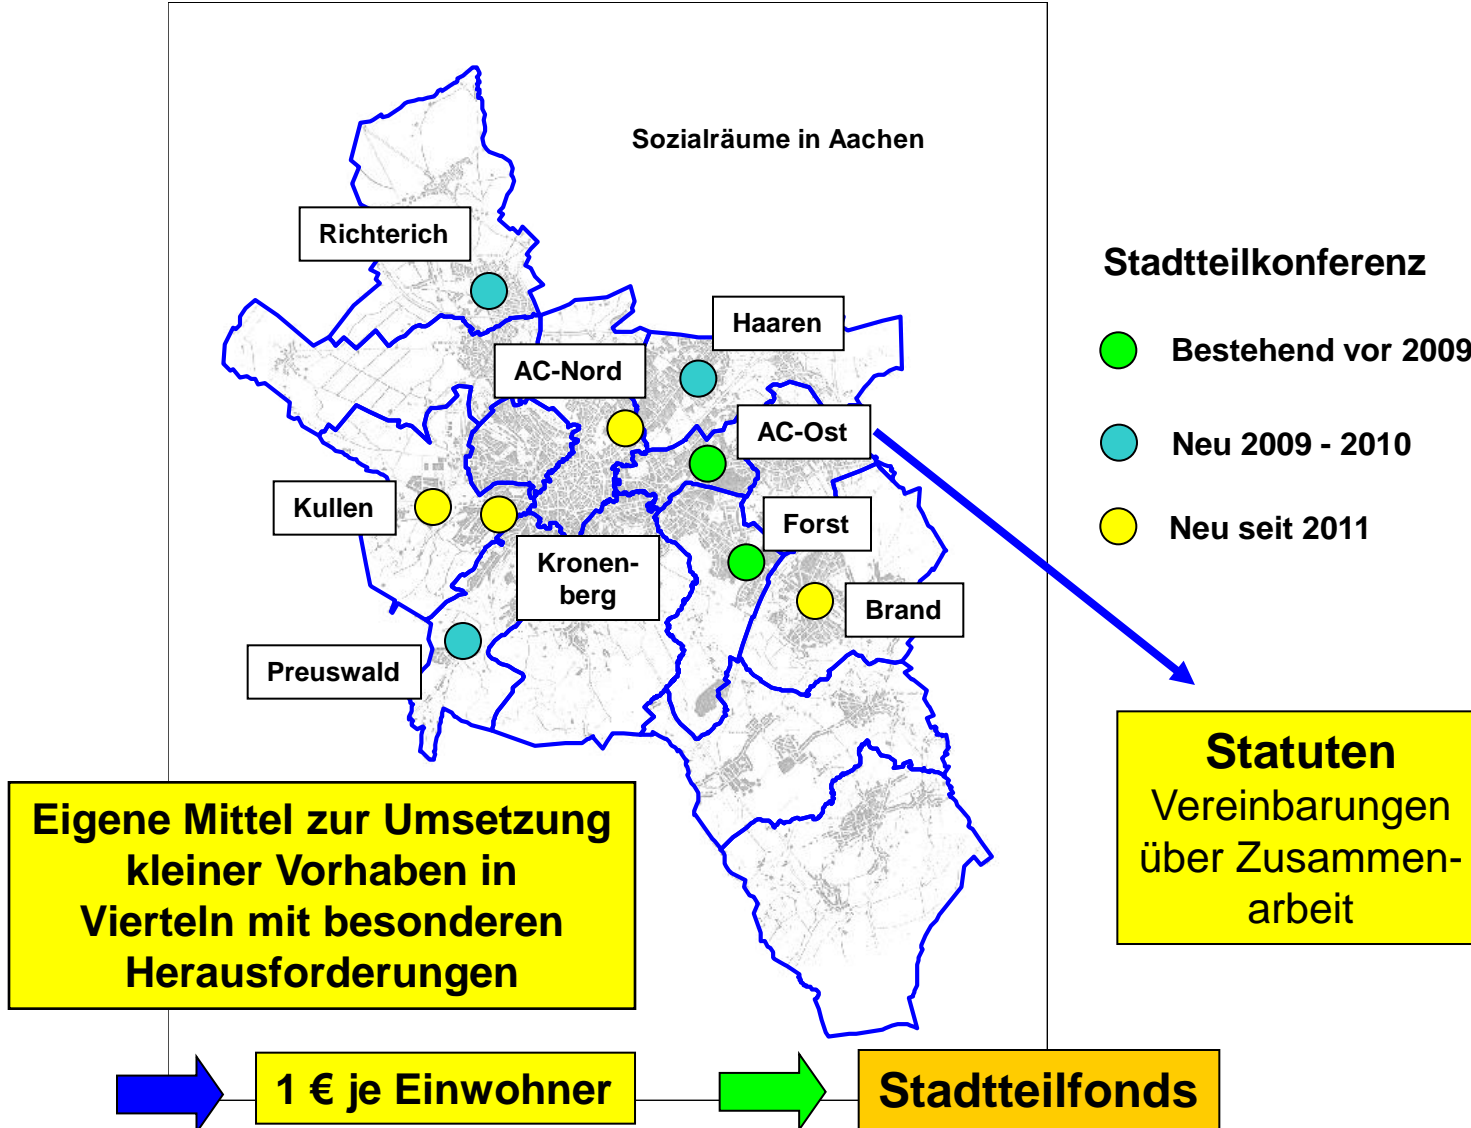 Sozialräume in Aachen
Richterich
Haaren
AC-Nord
AC-Ost
Kullen
Forst
Kronen-
berg
Brand
Preuswald
Stadtteilkonferenz
Bestehend vor 2009
Neu 2009 - 2010
Neu seit 2011
Statuten
Vereinbarungen
über Zusammen-
arbeit
Eigene Mittel zur Umsetzung
kleiner Vorhaben in
Vierteln mit besonderen
Herausforderungen
1 € je Einwohner
Stadtteilfonds